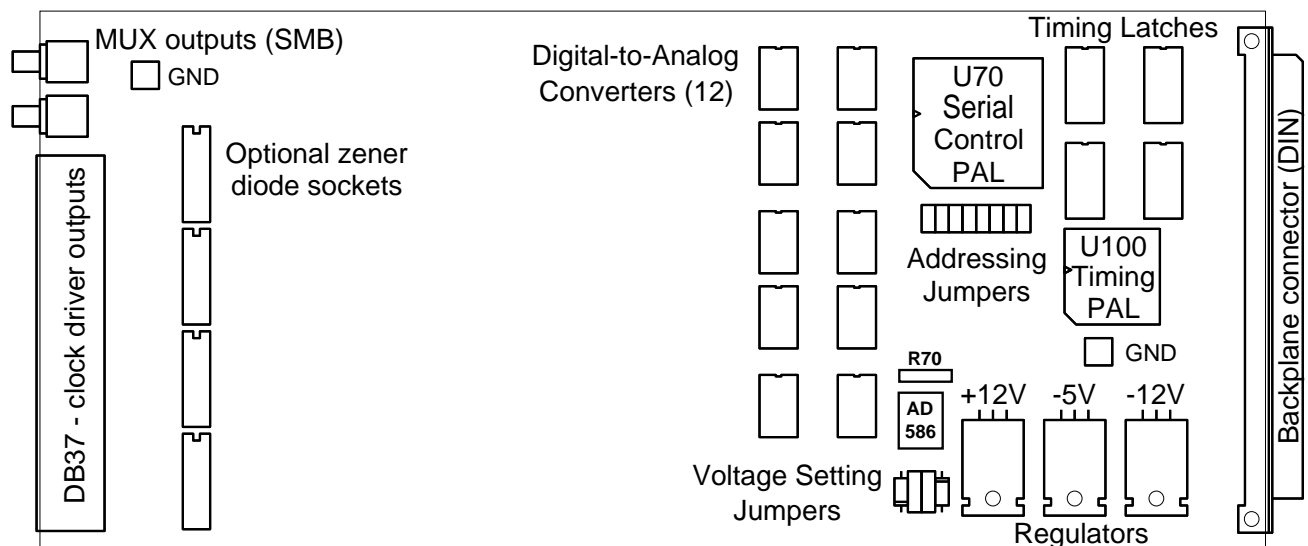 MUX outputs (SMB)
GND
DB37 - clock driver outputs
Optional zener
diode sockets
Digital-to-Analog
Converters (12)
U70
Serial
Control
PAL
Timing Latches
Addressing
Jumpers
U100
Timing
PAL
GND
R70
AD
586
+12V
-5V
-12V
Voltage Setting
Jumpers
Regulators
Backplane connector (DIN)